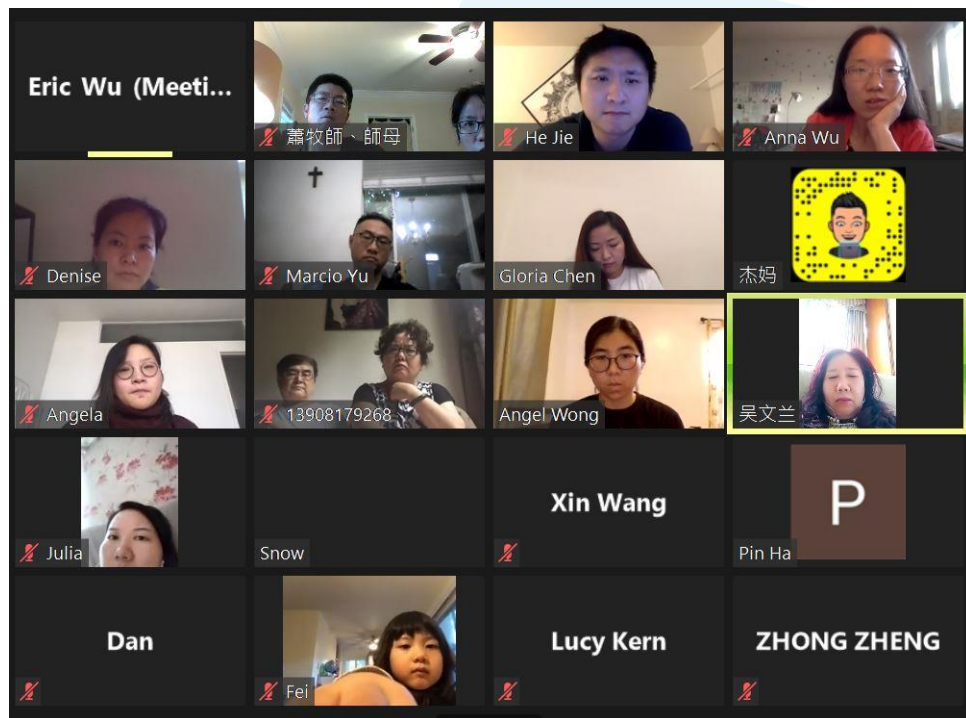 Eric Wu (Meeti...
蕭牧師、師母
He Jie
Anna Wu
Denise
Marcio Yu
Gloria Chen
杰妈
Angela
13908179268
Angel Wong
吴文兰
Julia
Snow
Xin Wang
P
Pin Ha
Dan
Fei
Lucy Kern
ZHONG ZHENG